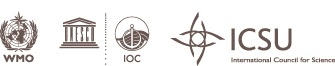 WMO
IOC
ICSU
International Council for Science